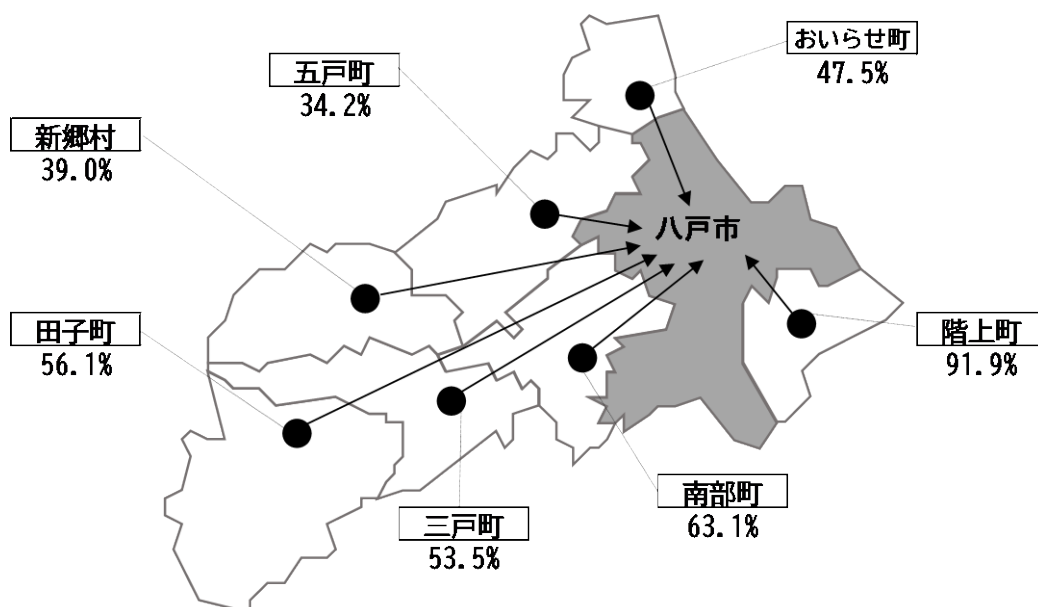 おいらせ町
47.5%
五戸町
34.2%
新郷村
39.0%
八戸市
田子町
56.1%
階上町
91.9%
南部町
63.1%
三戸町
53.5%